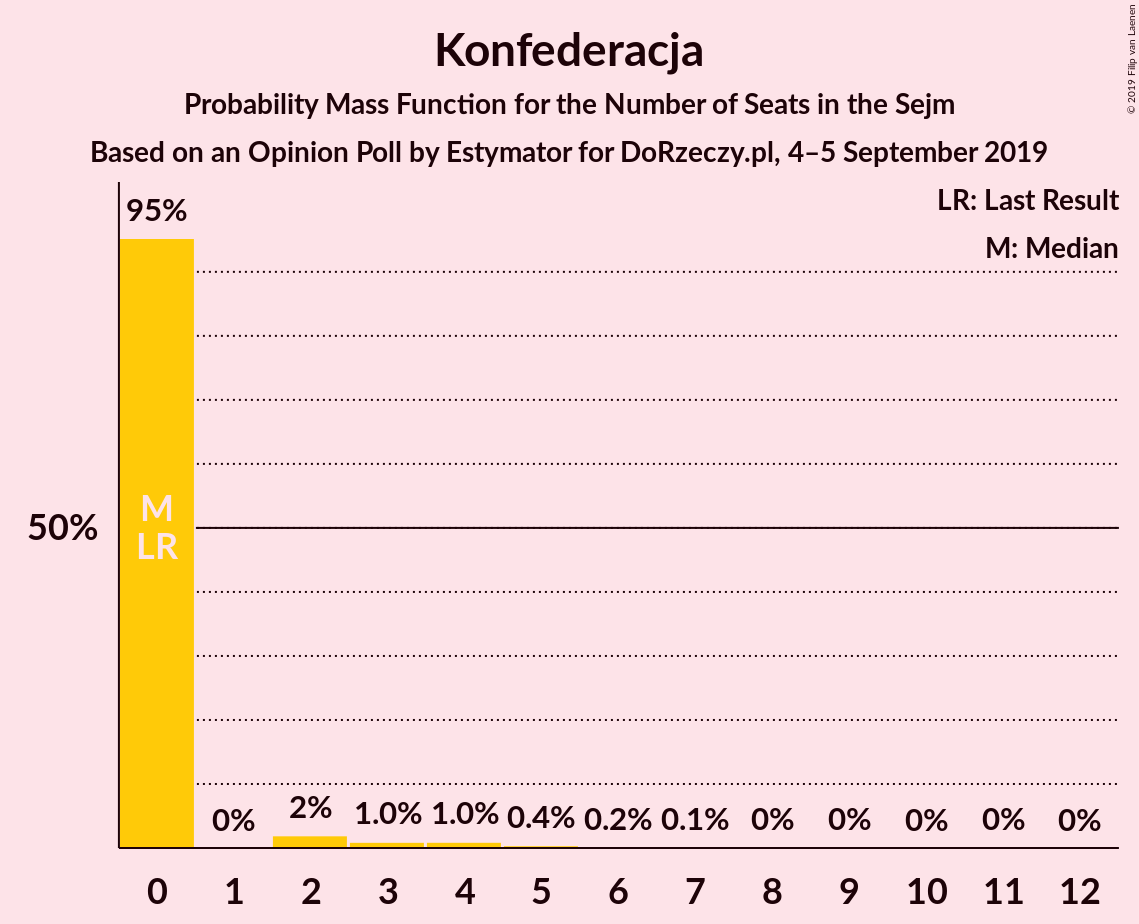 Konfederacja
Probability Mass Function for the Number of Seats in the Sejm
Based on an Opinion Poll by Estymator for DoRzeczy.pl, 4–5 September 2019
© 2019 Filip van Laenen
LR: Last Result
M: Median
95%
M
LR
50%
0% 2% 1.0% 1.0% 0.4% 0.2% 0.1% 0% 0% 0% 0% 0%
0 1 2 3 4 5 6 7 8 9 10 11 12